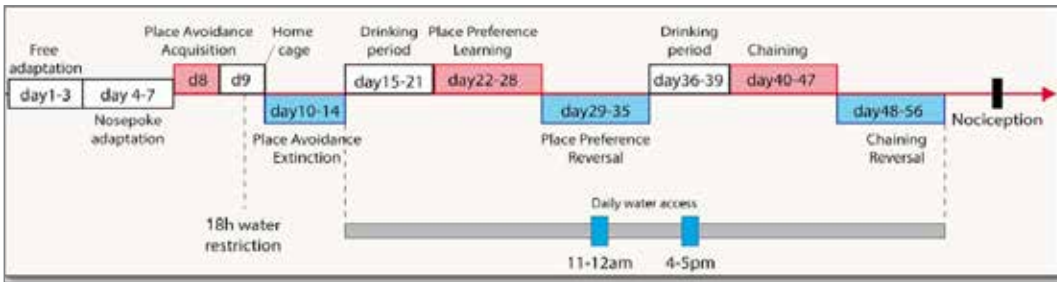 Free
adaptation
day1-3
day 4-7
Nosepoke
adaptation
Place Avoidance
Acquisition
d8
d9
Home
cage
day10-14
Place Avoidance
Extinction
18h water
restriction
Drinking
period
day15-21
Place Preference
Learning
day22-28
day29-35
Place Preference
Reversal
Drinking
period
day36-39
Chaining
day40-47
day48-56
Chaining
Reversal
Nociception
Daily water access
11-12am
4-5pm